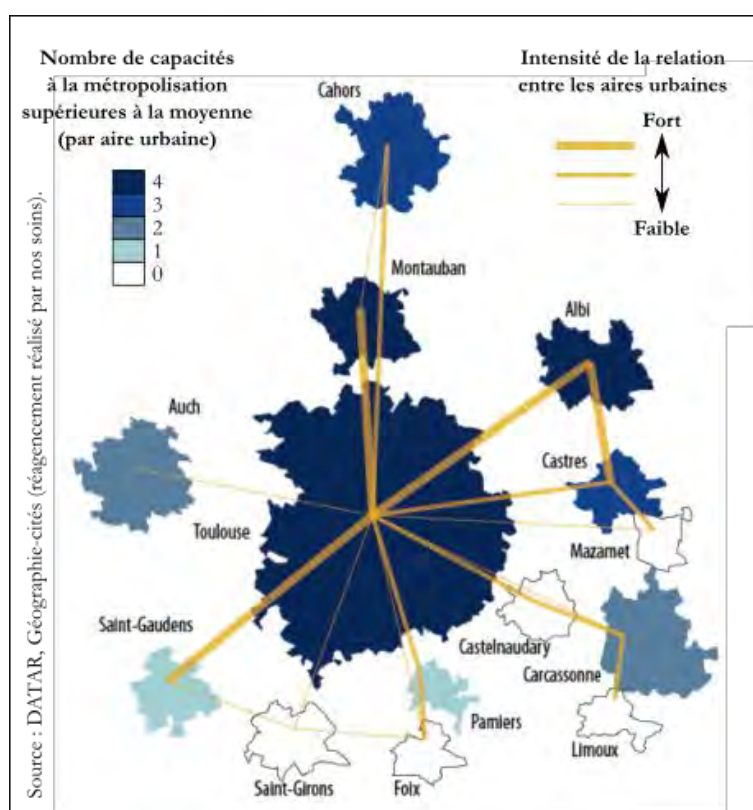 Nombre de capacités
à la métropolisation
supérieures à la moyenne
(par aire urbaine)
4
3
2
1
0
Intensité de la relation
entre les aires urbaines
Fort
Faible
Cahors
Montauban
Albi
Auch
Castres
Toulouse
Mazamet
Saint-Gaudens
Castelnaudary
Carcassonne
Pamiers
Limoux
Saint-Girons
Foix
Source : DATAR, Géographie-cités (réagencement réalisé par nos soins).